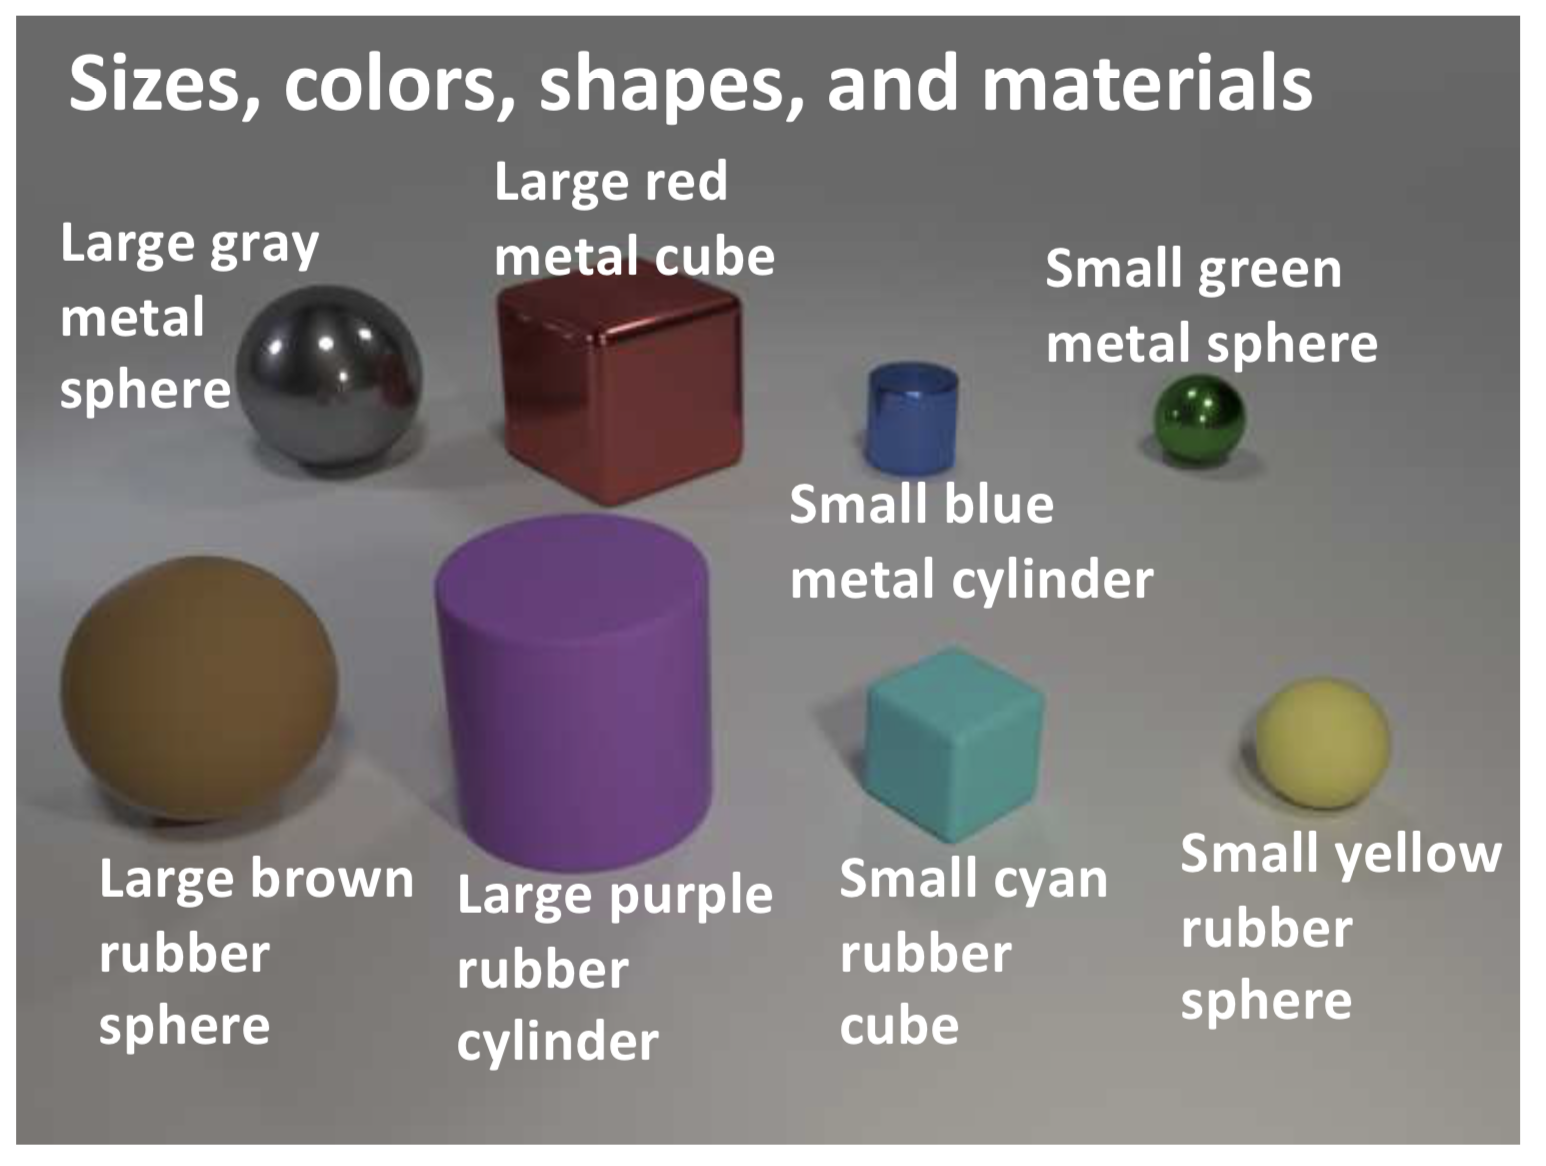 Sizes, colors, shapes, and materials
Large gray
metal
sphere
Large red
metal cube
Small green
metal sphere
Small blue
metal cylinder
Large brown
rubber
sphere
Large purple
rubber
cylinder
Small cyan
rubber
cube
Small yellow
rubber
sphere